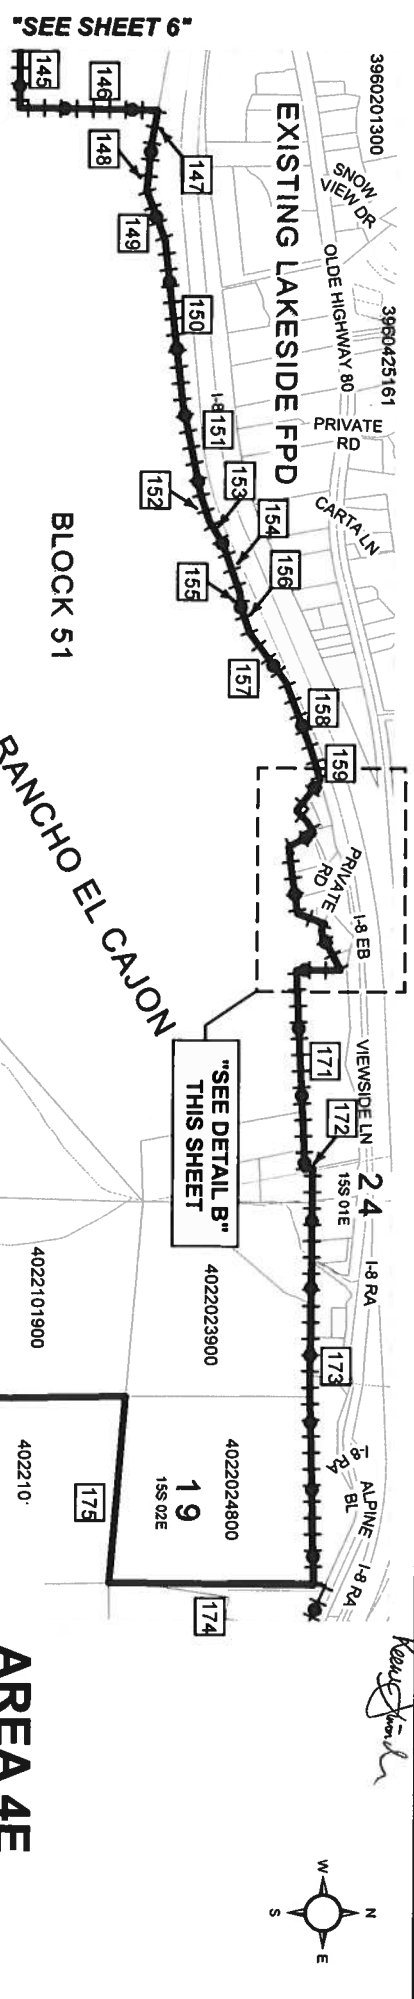 "SEE SHEET 6"
3960201300
SNOW
VIEW DR
OLDE HIGHWAY 80
3960425161
PRIVATE
RD
CARTA LN
EXISTING LAKESIDE FPD
I-8
145
146
147
148
149
150
151
152
153
154
155
156
157
158
159
BLOCK 51
RANCHO EL CAJON
PRIVATE
RD
I-8 EB
VIEWSIDE LN
171
172
"SEE DETAIL B"
THIS SHEET
24
15S 01E
I-8 RA
173
I-8 RA
ALPINE
BL
I-8 RA
4022101900
4022023900
4022024800
19
15S 02E
402210
175
174
AREA 4E
N
W
E
S